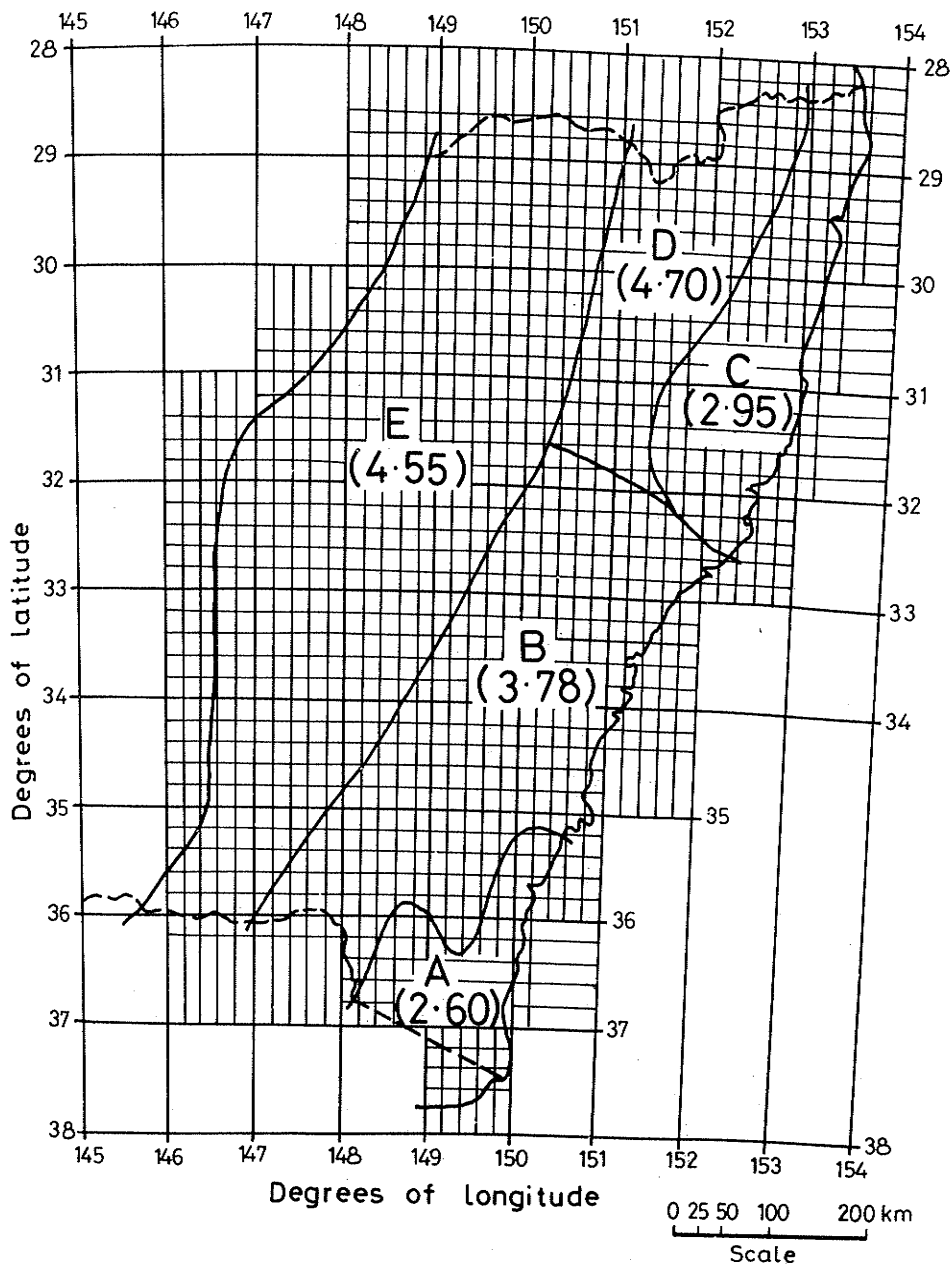 145 146 147 148 149 150 151 152 153 154
28 28
29 29
D
(4·70)
30 30
C
(2·95)
31 31
E
(4·55)
32 32
33 33
B
(3·78)
34 34
35 35
36 36
A
(2·60)
37 37
38 38
145 146 147 148 149 150 151 152 153 154
Degrees of latitude
Degrees of longitude
0 25 50 100 200 km
Scale